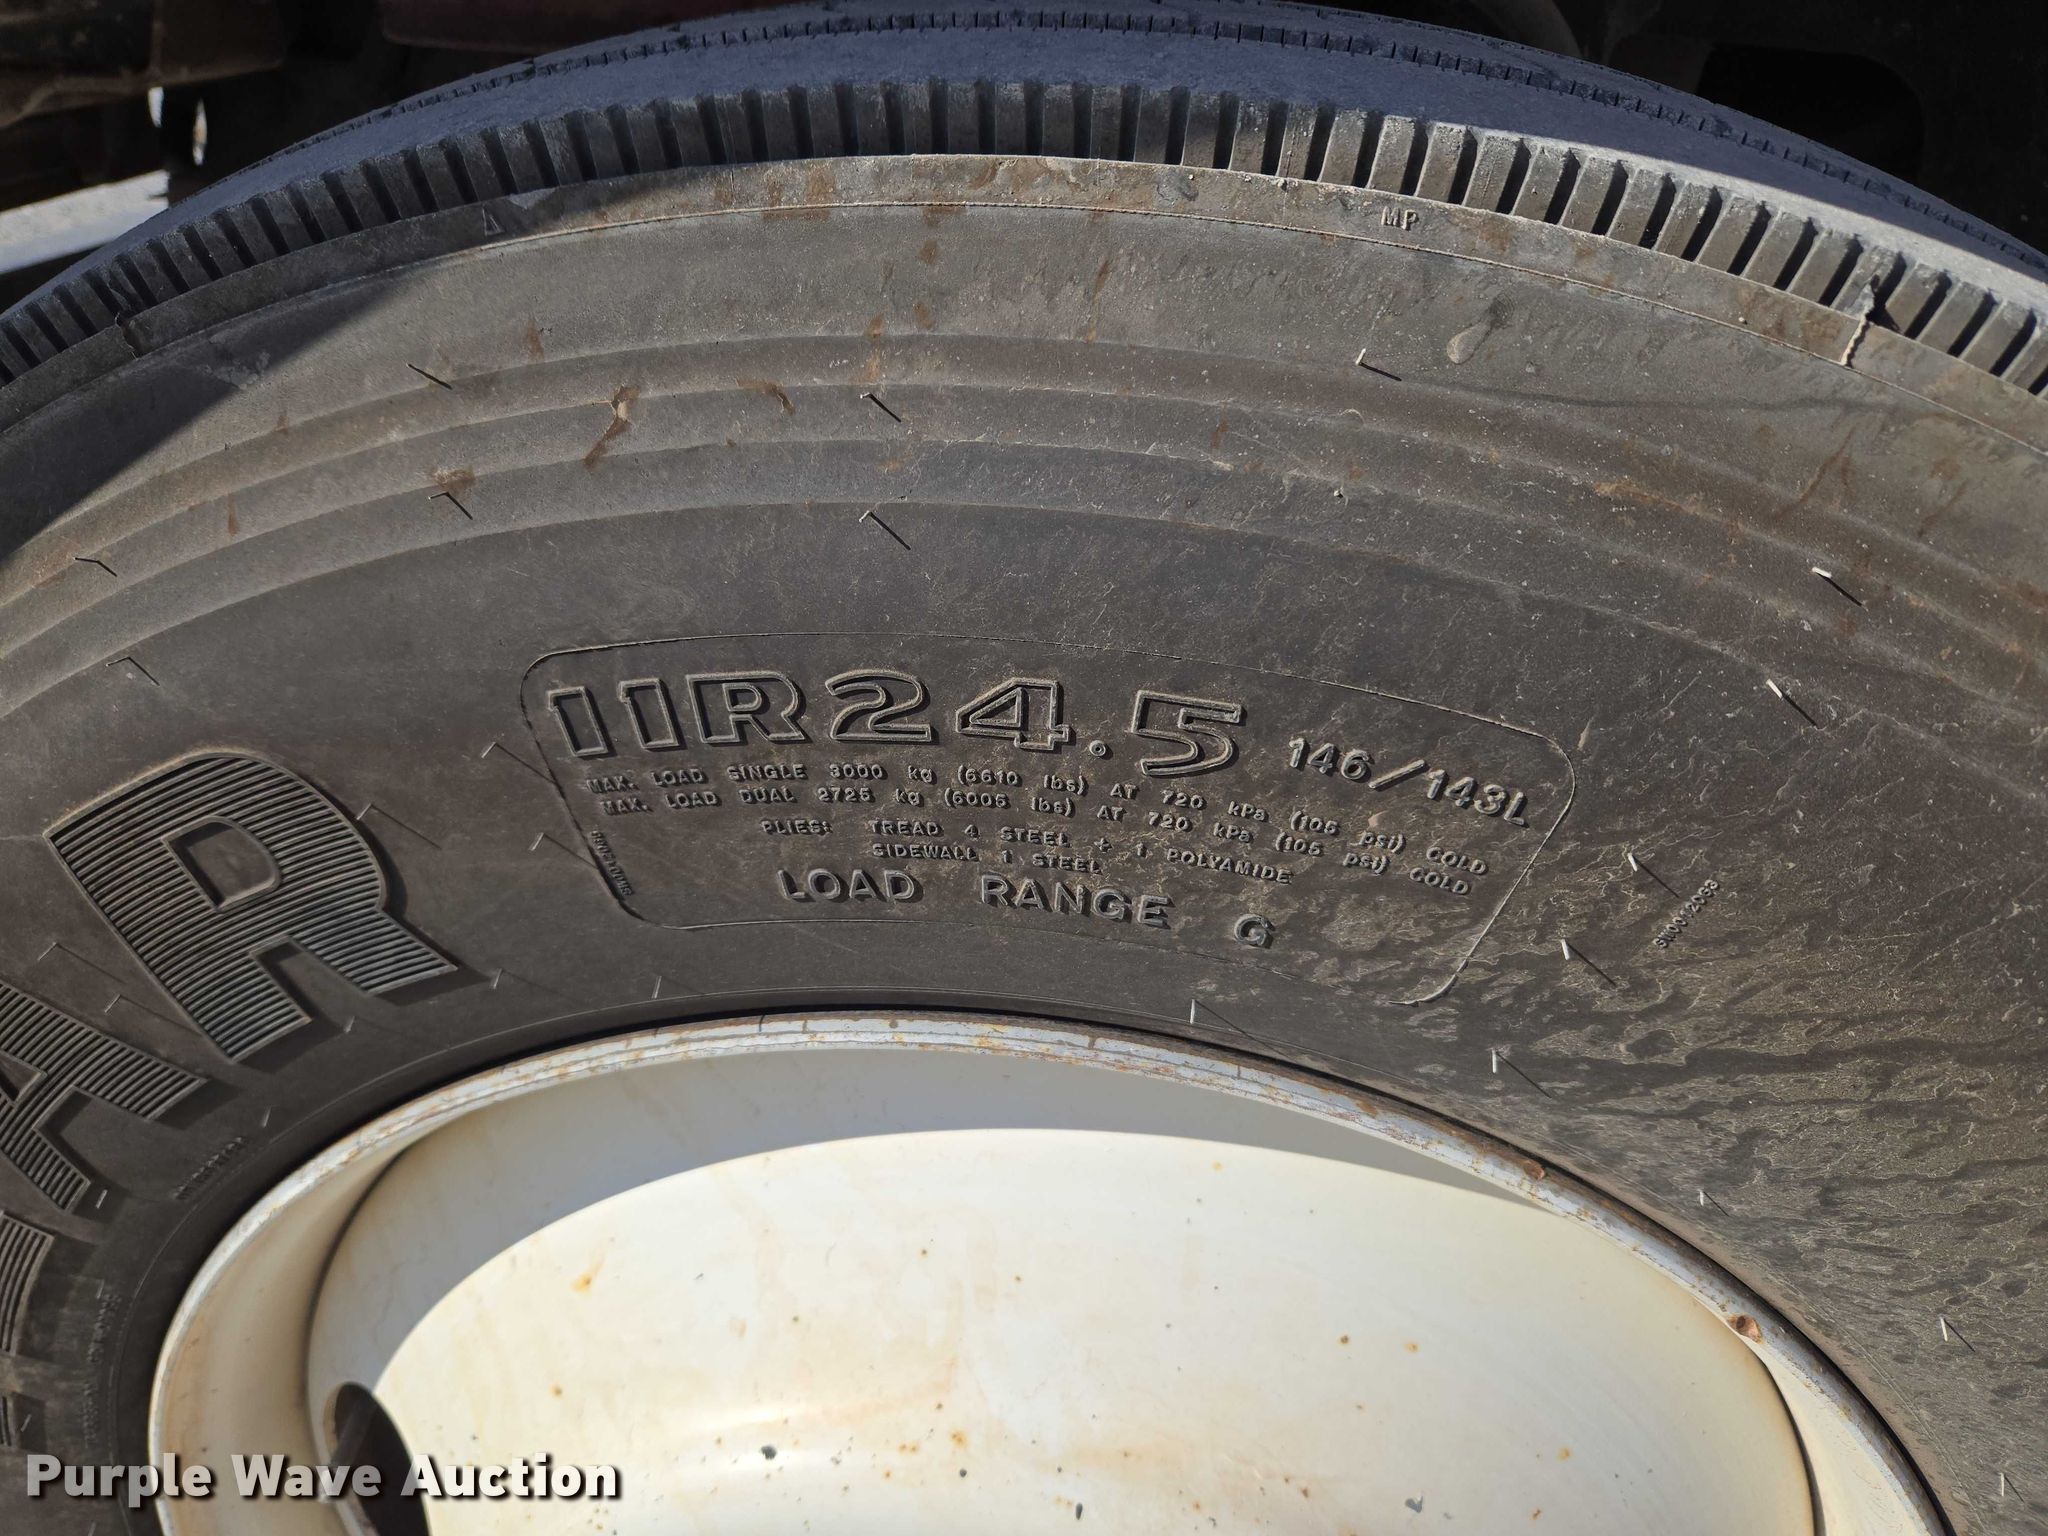 MP
11R24.5 146/143L
MAX. LOAD SINGLE 3000 kg (6610 lbs) AT 720 kPa (105 psi) COLD
MAX. LOAD DUAL 2725 kg (6005 lbs) AT 720 kPa (105 psi) COLD
PLIES: TREAD 4 STEEL + 1 POLYAMIDE
SIDEWALL 1 STEEL
LOAD RANGE G
AR
Purple Wave Auction